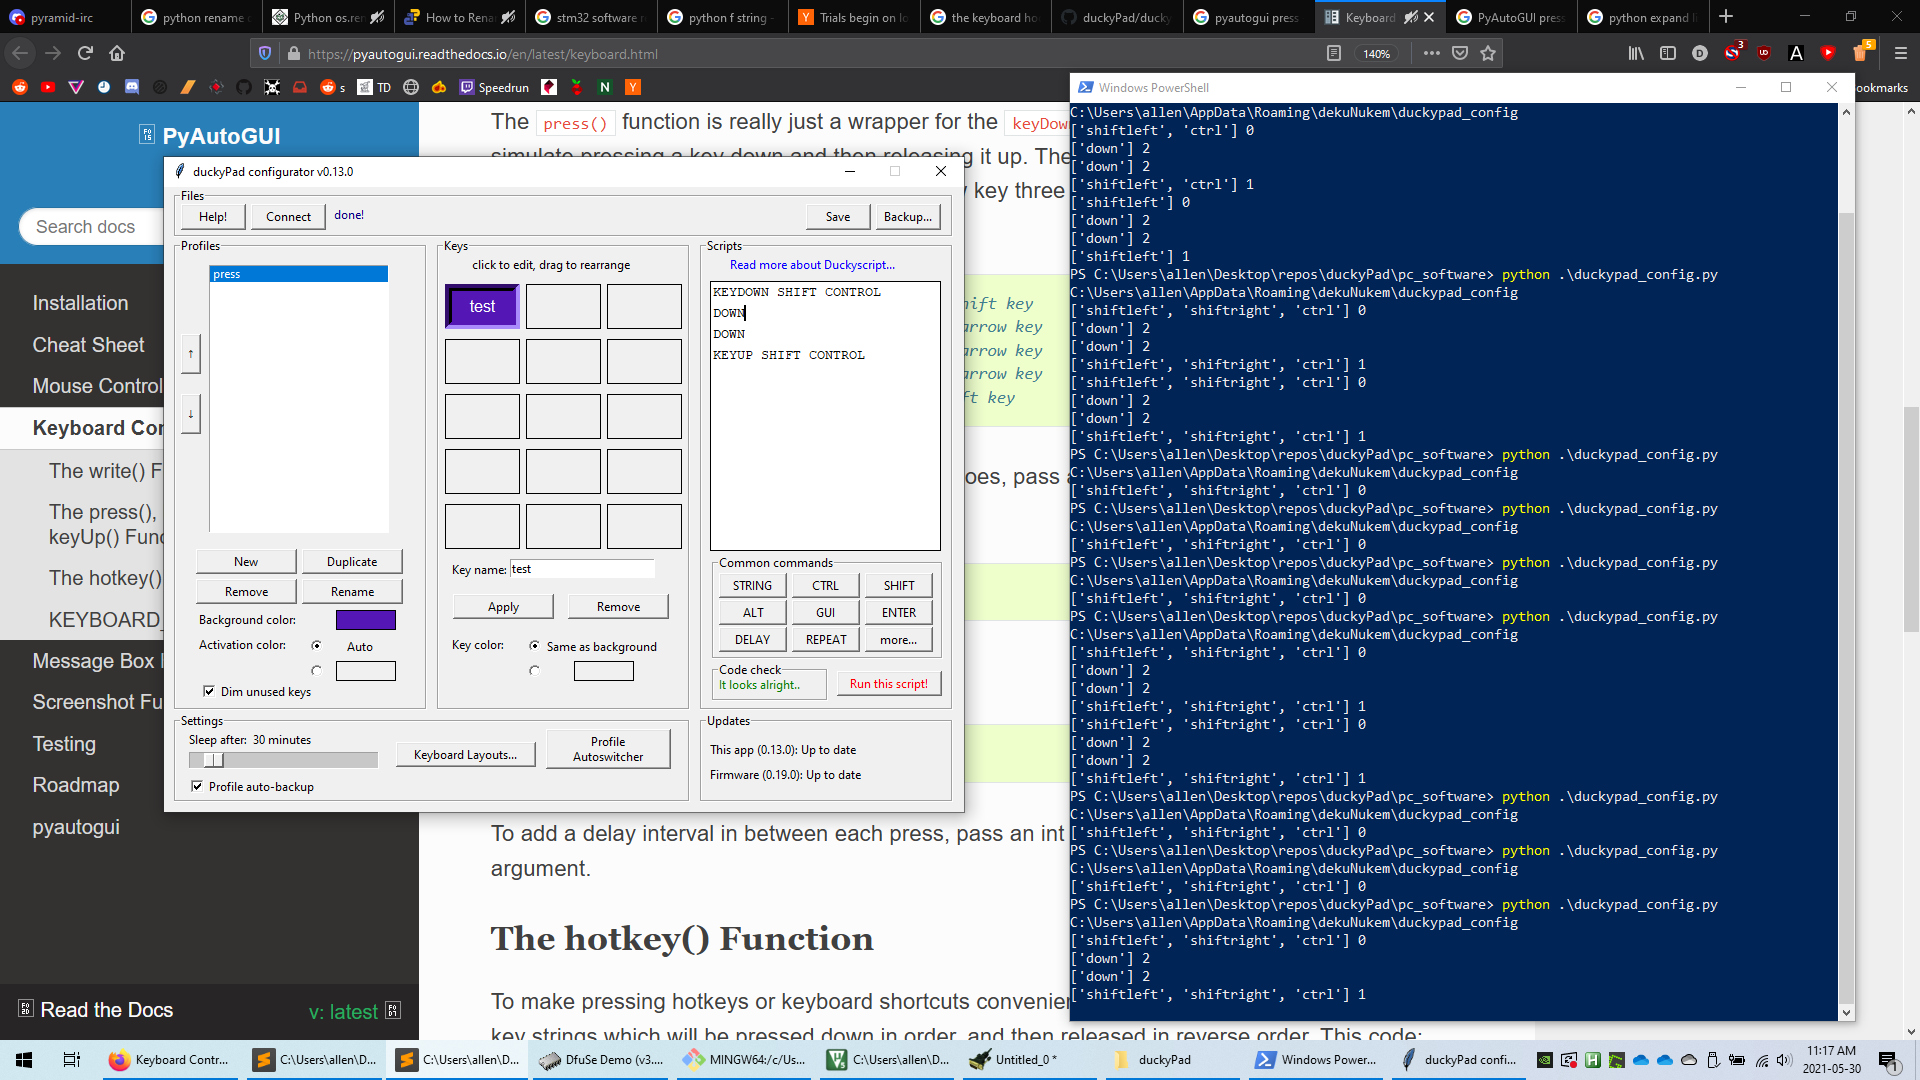 pyramid-irc
python rename
Python os.ren
How to Rena
stm32 software re
python f string -
Trials begin on lo
the keyboard ho
duckyPad/ducky
pyautogui press
Keyboard
PyAutoGUI press
python expand li
https://pyautogui.readthedocs.io/en/latest/keyboard.html
140%
TD
Speedrun
ookmarks
PyAutoGUI
Search docs
Installation
Cheat Sheet
Mouse Control
Keyboard Con
The write() F
The press(),
keyUp() Func
The hotkey()
KEYBOARD_
Message Box
Screenshot Fu
Testing
Roadmap
pyautogui
Read the Docs
v: latest
The press() function is really just a wrapper for the keyDow
simulate pressing a key down and then releasing it up. The
key three
hift key
arrow key
arrow key
arrow key
ft key
oes, pass a
To add a delay interval in between each press, pass an int
argument.
The hotkey() Function
To make pressing hotkeys or keyboard shortcuts convenien
key strings which will be pressed down in order, and then released in reverse order. This code:
duckyPad configurator v0.13.0
Files
Help!
Connect
done!
Save
Backup...
Profiles
press
↑
↓
New
Duplicate
Remove
Rename
Background color:
Activation color:
Auto
Dim unused keys
Keys
click to edit, drag to rearrange
test
Key name: test
Apply
Remove
Key color:
Same as background
Scripts
Read more about Duckyscript...
KEYDOWN SHIFT CONTROL
DOWN
DOWN
KEYUP SHIFT CONTROL
Common commands
STRING
CTRL
SHIFT
ALT
GUI
ENTER
DELAY
REPEAT
more...
Code check
It looks alright..
Run this script!
Settings
Sleep after: 30 minutes
Keyboard Layouts...
Profile
Autoswitcher
Profile auto-backup
Updates
This app (0.13.0): Up to date
Firmware (0.19.0): Up to date
Windows PowerShell
C:\Users\allen\AppData\Roaming\dekuNukem\duckypad_config
['shiftleft', 'ctrl'] 0
['down'] 2
['down'] 2
['shiftleft', 'ctrl'] 1
['shiftleft'] 0
['down'] 2
['down'] 2
['shiftleft'] 1
PS C:\Users\allen\Desktop\repos\duckyPad\pc_software> python .\duckypad_config.py
C:\Users\allen\AppData\Roaming\dekuNukem\duckypad_config
['shiftleft', 'shiftright', 'ctrl'] 0
['down'] 2
['down'] 2
['shiftleft', 'shiftright', 'ctrl'] 1
['shiftleft', 'shiftright', 'ctrl'] 0
['down'] 2
['down'] 2
['shiftleft', 'shiftright', 'ctrl'] 1
PS C:\Users\allen\Desktop\repos\duckyPad\pc_software> python .\duckypad_config.py
C:\Users\allen\AppData\Roaming\dekuNukem\duckypad_config
['shiftleft', 'shiftright', 'ctrl'] 0
PS C:\Users\allen\Desktop\repos\duckyPad\pc_software> python .\duckypad_config.py
C:\Users\allen\AppData\Roaming\dekuNukem\duckypad_config
['shiftleft', 'shiftright', 'ctrl'] 0
PS C:\Users\allen\Desktop\repos\duckyPad\pc_software> python .\duckypad_config.py
C:\Users\allen\AppData\Roaming\dekuNukem\duckypad_config
['shiftleft', 'shiftright', 'ctrl'] 0
PS C:\Users\allen\Desktop\repos\duckyPad\pc_software> python .\duckypad_config.py
C:\Users\allen\AppData\Roaming\dekuNukem\duckypad_config
['shiftleft', 'shiftright', 'ctrl'] 0
['down'] 2
['down'] 2
['shiftleft', 'shiftright', 'ctrl'] 1
['shiftleft', 'shiftright', 'ctrl'] 0
['down'] 2
['down'] 2
['shiftleft', 'shiftright', 'ctrl'] 1
PS C:\Users\allen\Desktop\repos\duckyPad\pc_software> python .\duckypad_config.py
C:\Users\allen\AppData\Roaming\dekuNukem\duckypad_config
['shiftleft', 'shiftright', 'ctrl'] 0
PS C:\Users\allen\Desktop\repos\duckyPad\pc_software> python .\duckypad_config.py
C:\Users\allen\AppData\Roaming\dekuNukem\duckypad_config
['shiftleft', 'shiftright', 'ctrl'] 0
PS C:\Users\allen\Desktop\repos\duckyPad\pc_software> python .\duckypad_config.py
C:\Users\allen\AppData\Roaming\dekuNukem\duckypad_config
['shiftleft', 'shiftright', 'ctrl'] 0
['down'] 2
['down'] 2
['shiftleft', 'shiftright', 'ctrl'] 1
Keyboard Contr...
C:\Users\allen\D...
C:\Users\allen\D...
DfuSe Demo (v3....
MINGW64:/c/Us...
C:\Users\allen\D...
Untitled_0 *
duckyPad
Windows Power...
duckyPad confi...
11:17 AM
2021-05-30